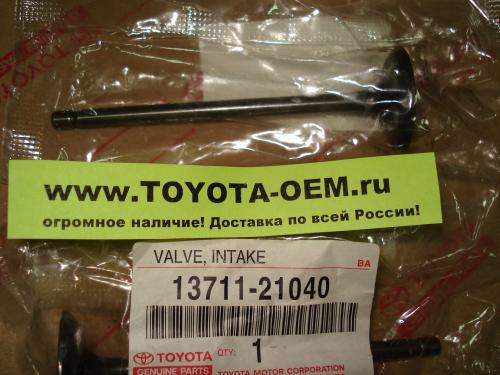 www.TOYOTA-OEM.ru
огромное наличие! Доставка по всей России!
VALVE, INTAKE
BA
13711-21040
TOYOTA QTY: 1
GENUINE PARTS TOYOTA MOTOR CORPORATION